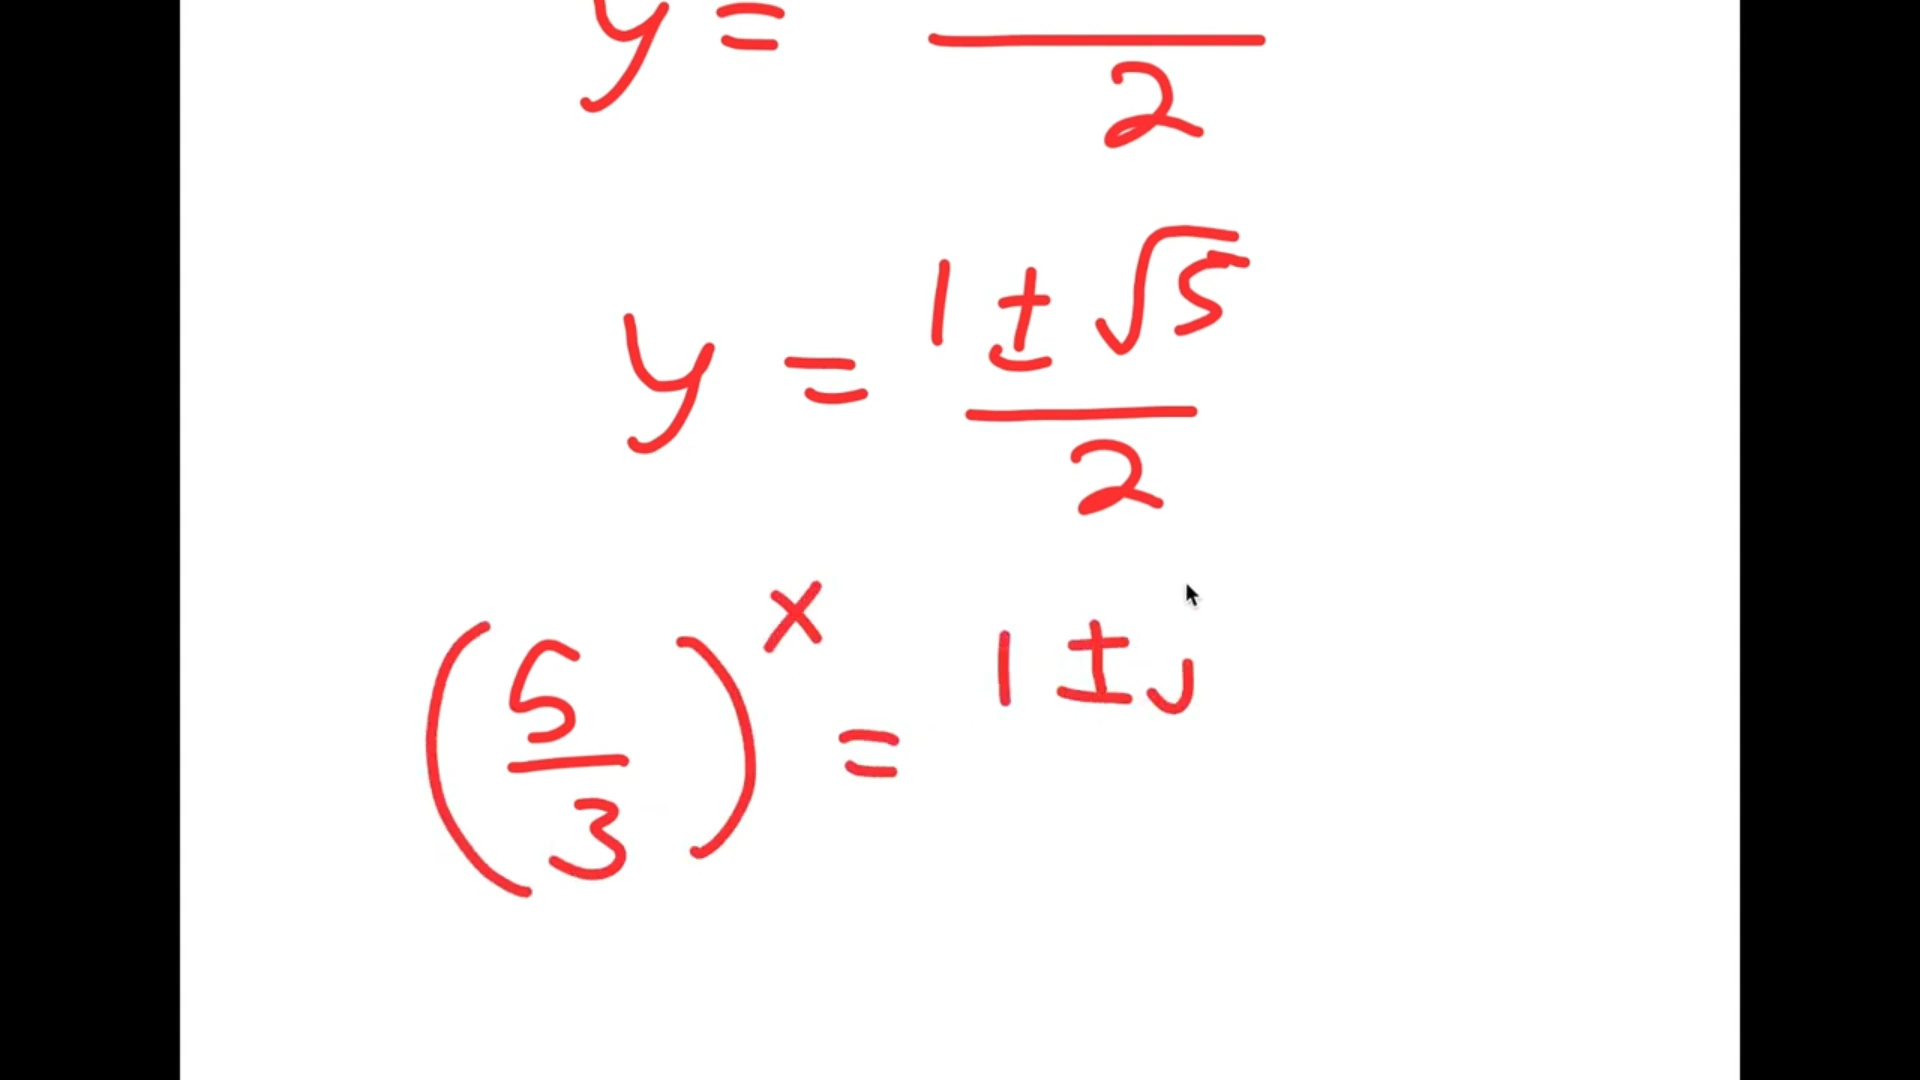 y = ―
2
y = 1 ± √5
2
(5/3)^x = 1 ±